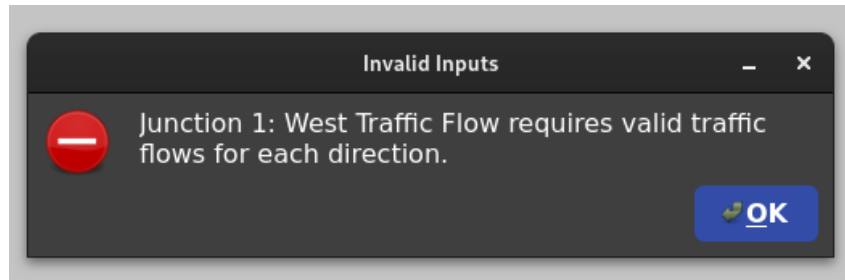 Invalid Inputs
Junction 1: West Traffic Flow requires valid traffic
flows for each direction.
OK